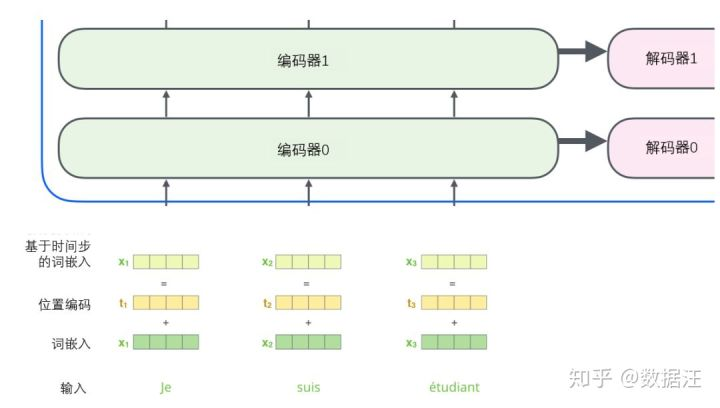 编码器1
解码器1
编码器0
解码器0
基于时间步
的词嵌入
x₁ x₂ x₃
= = =
位置编码 t₁ t₂ t₃
+ + +
词嵌入 x₁ x₂ x₃
输入 Je suis étudiant
知乎 @数据汪